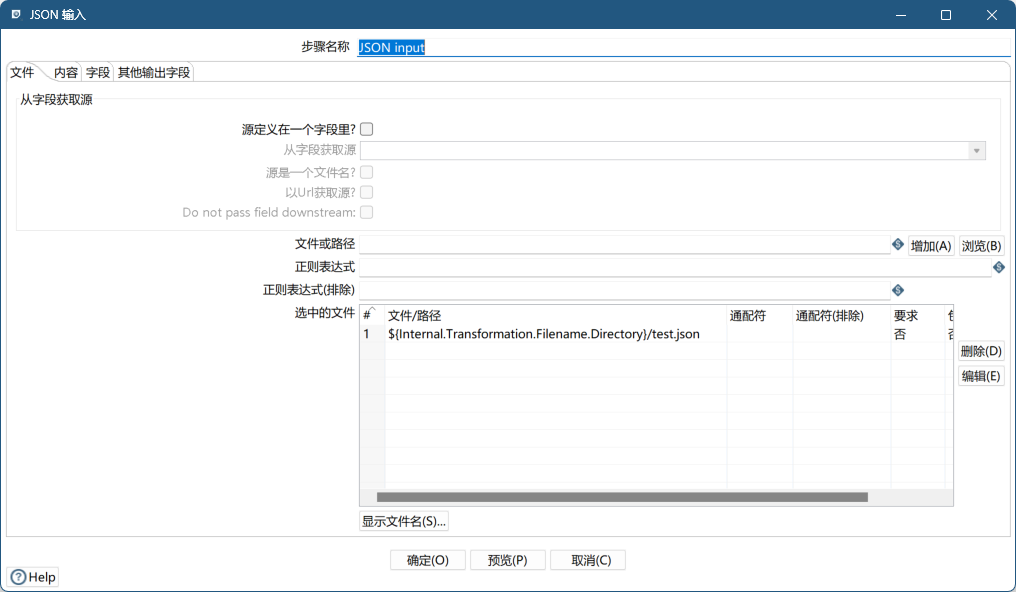 JSON 输入
步骤名称 JSON input
文件 内容 字段 其他输出字段
从字段获取源
源定义在一个字段里?
从字段获取源
源是一个文件名?
以Url获取源?
Do not pass field downstream:
文件或路径 增加(A) 浏览(B)
正则表达式
正则表达式(排除)
选中的文件 # 文件/路径 通配符 通配符(排除) 要求
1 ${Internal.Transformation.Filename.Directory}/test.json 否
删除(D)
编辑(E)
显示文件名(S)...
确定(O) 预览(P) 取消(C)
Help